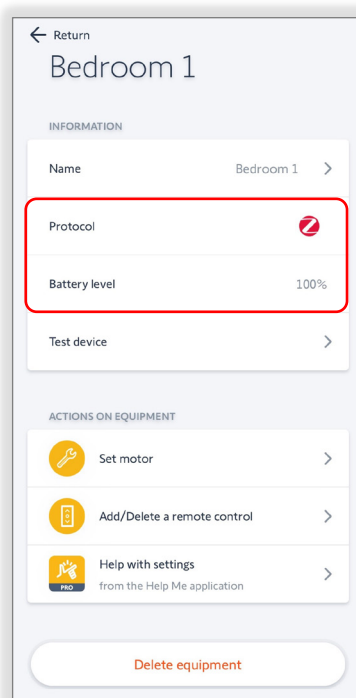 Return
Bedroom 1
INFORMATION
Name Bedroom 1
Protocol
Battery level 100%
Test device
ACTIONS ON EQUIPMENT
Set motor
Add/Delete a remote control
Help with settings
PRO
from the Help Me application
Delete equipment